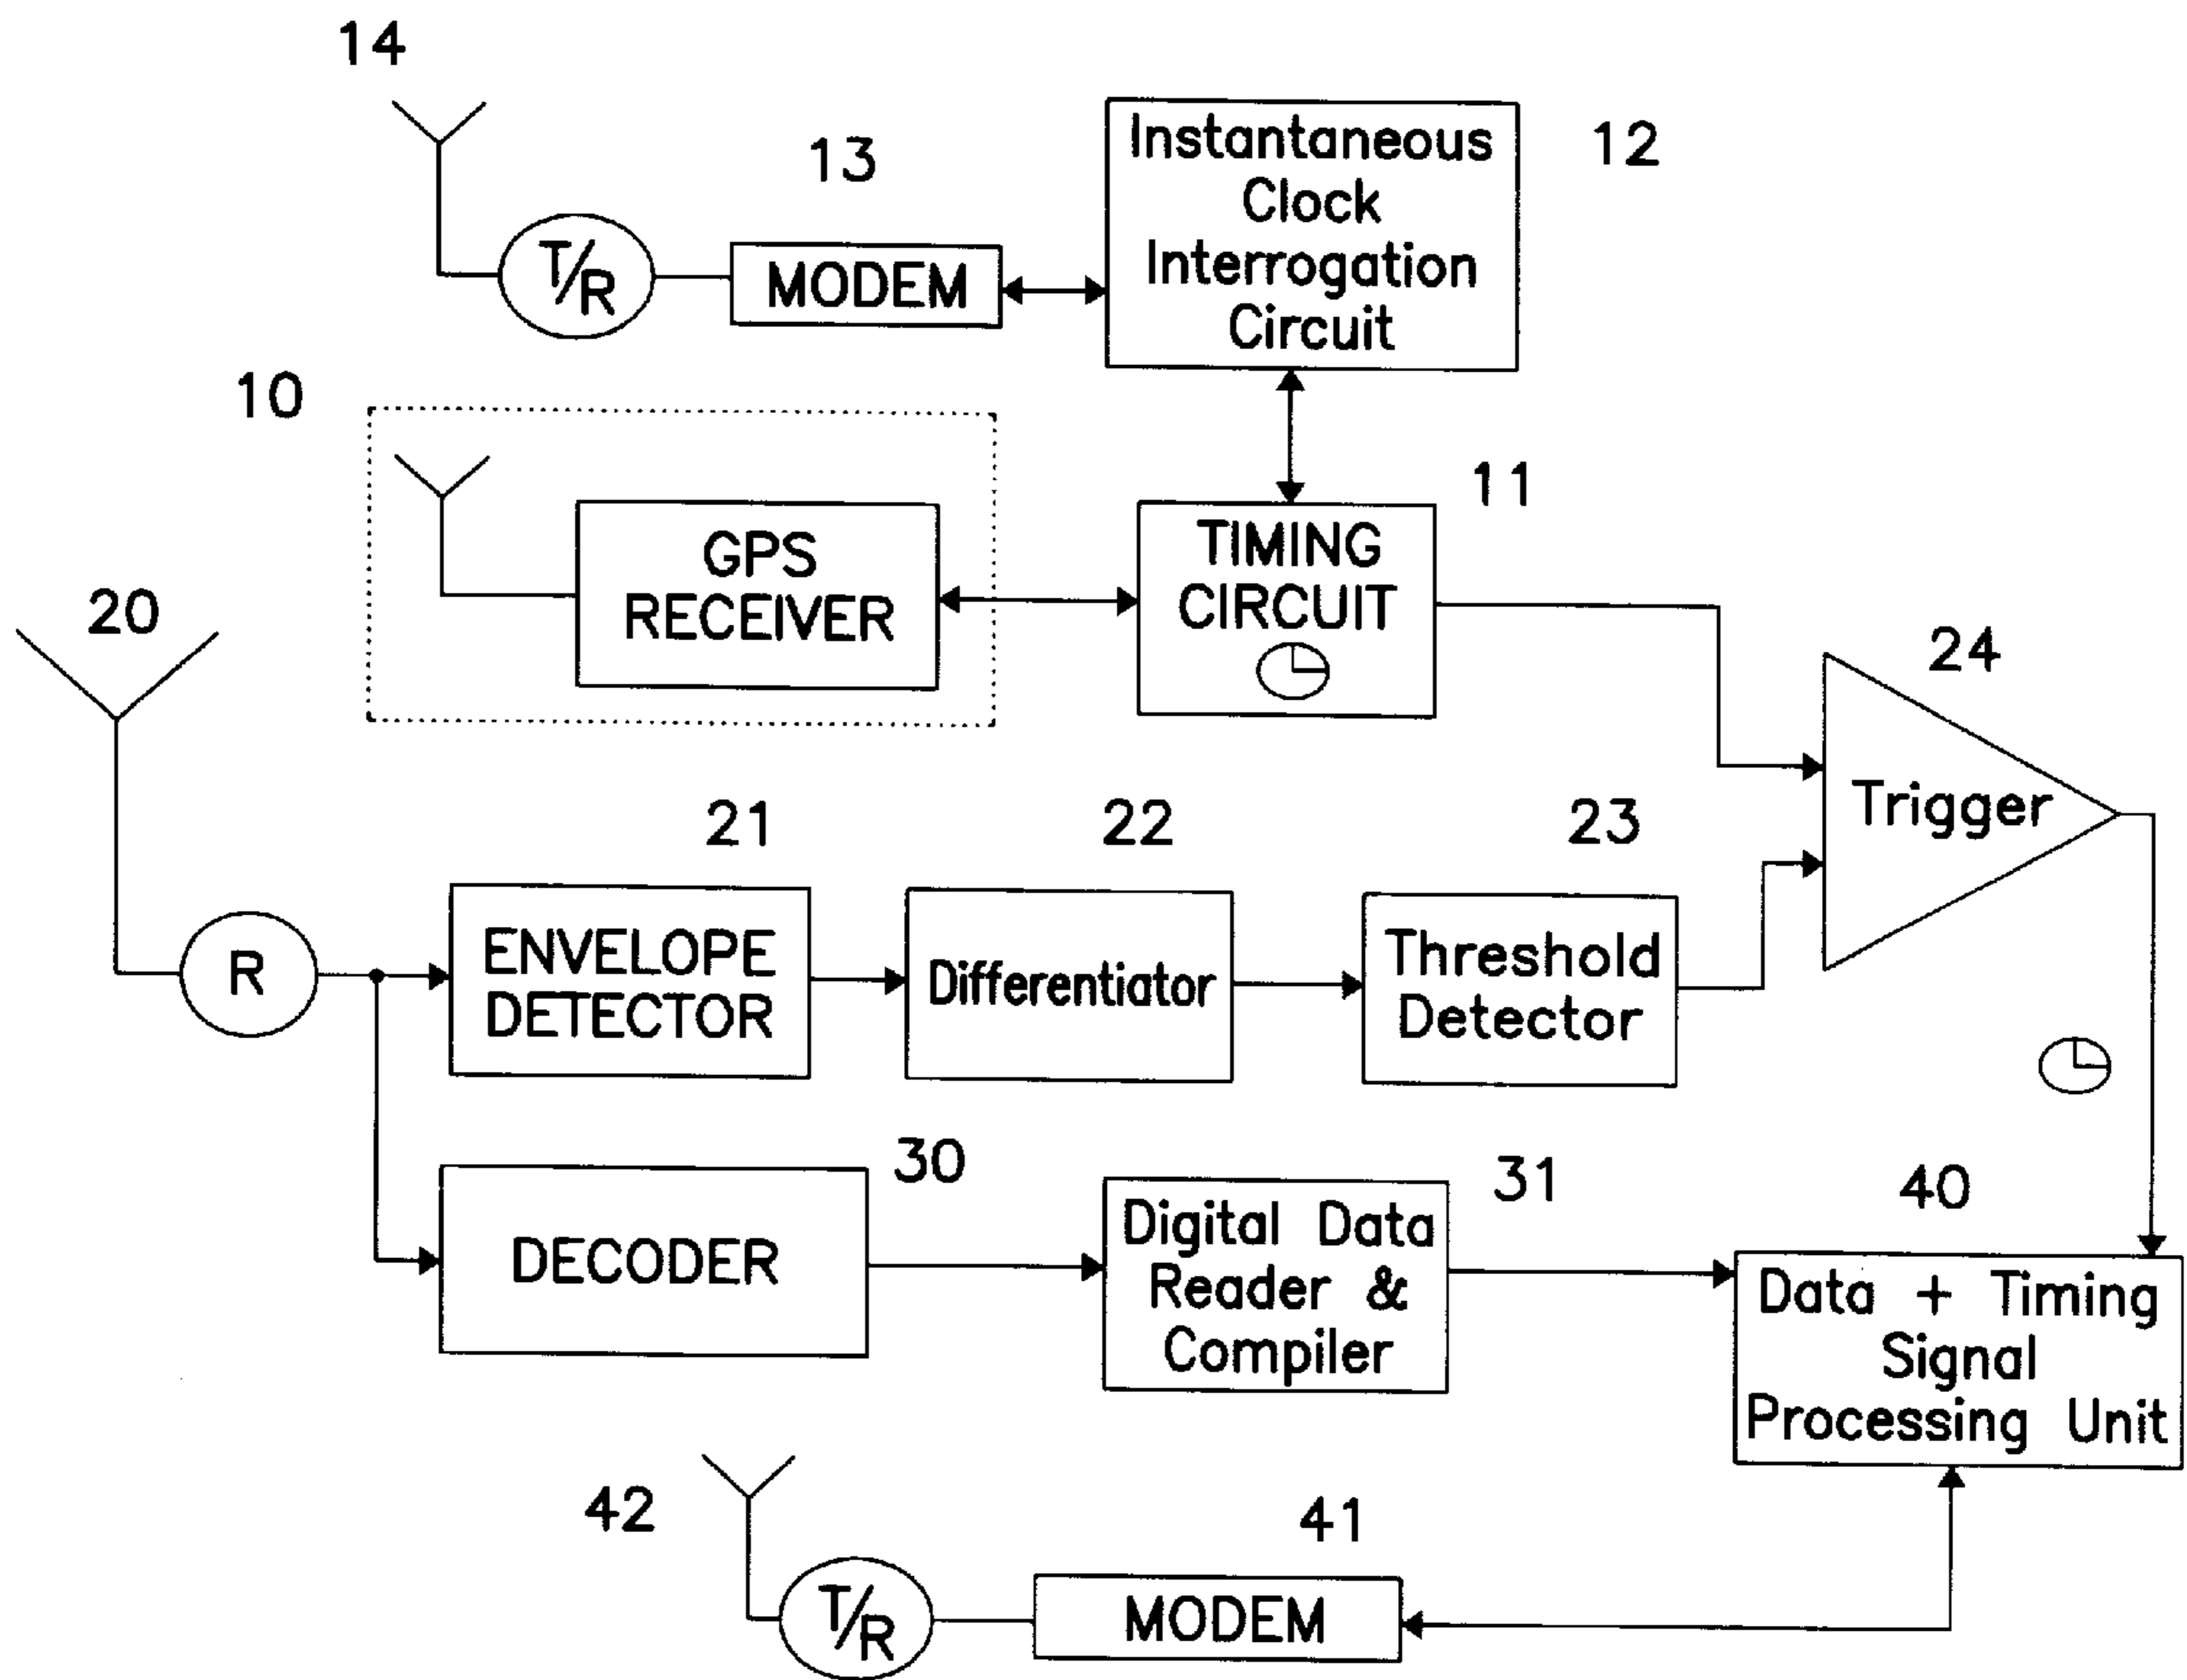 14
13
12
Instantaneous
Clock
Interrogation
Circuit
T/R
MODEM
10
11
GPS
RECEIVER
TIMING
CIRCUIT
20
24
Trigger
21
22
23
R
ENVELOPE
DETECTOR
Differentiator
Threshold
Detector
30
31
40
DECODER
Digital Data
Reader &
Compiler
Data + Timing
Signal
Processing Unit
42
41
T/R
MODEM